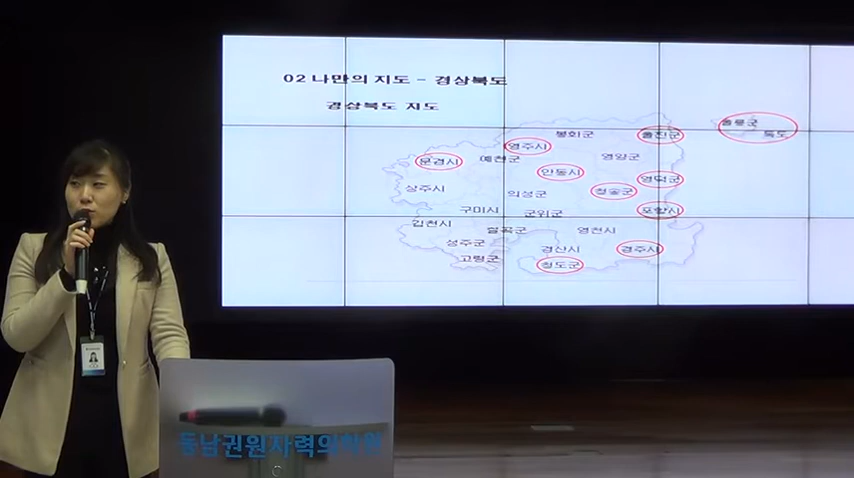 02 나만의 지도 - 경상북도
경상북도 지도
울릉군
독도
봉화군
울진군
영주시
예천군
문경시
영양군
안동시
영덕군
상주시
의성군
청송군
구미시
군위군
포항시
김천시
칠곡군
영천시
성주군
경산시
경주시
고령군
청도군
동남권원자력의학원